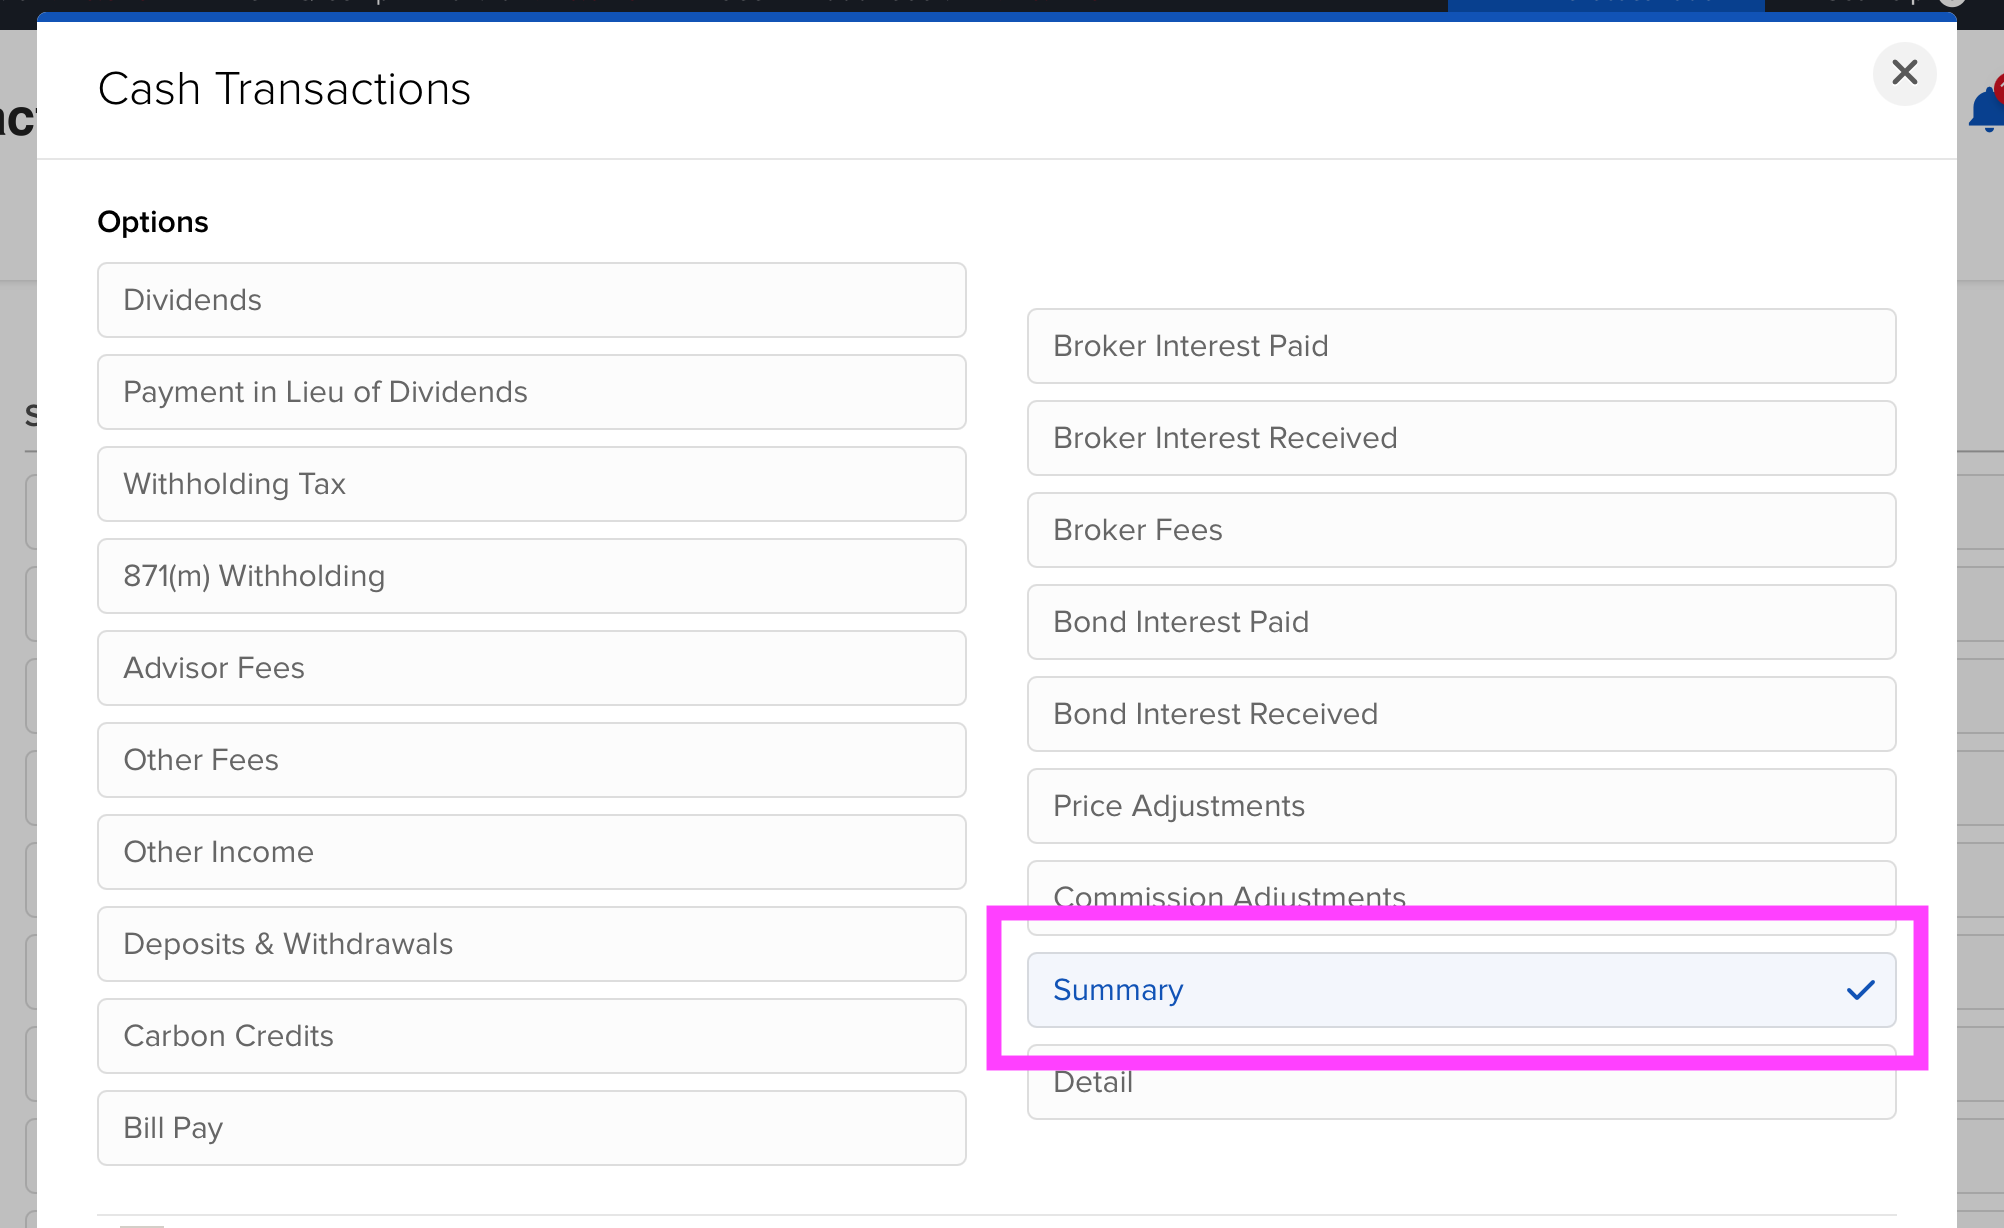 Cash Transactions
Options
Dividends
Payment in Lieu of Dividends
Withholding Tax
871(m) Withholding
Advisor Fees
Other Fees
Other Income
Deposits & Withdrawals
Carbon Credits
Bill Pay
Broker Interest Paid
Broker Interest Received
Broker Fees
Bond Interest Paid
Bond Interest Received
Price Adjustments
Commission Adjustments
Summary
Detail